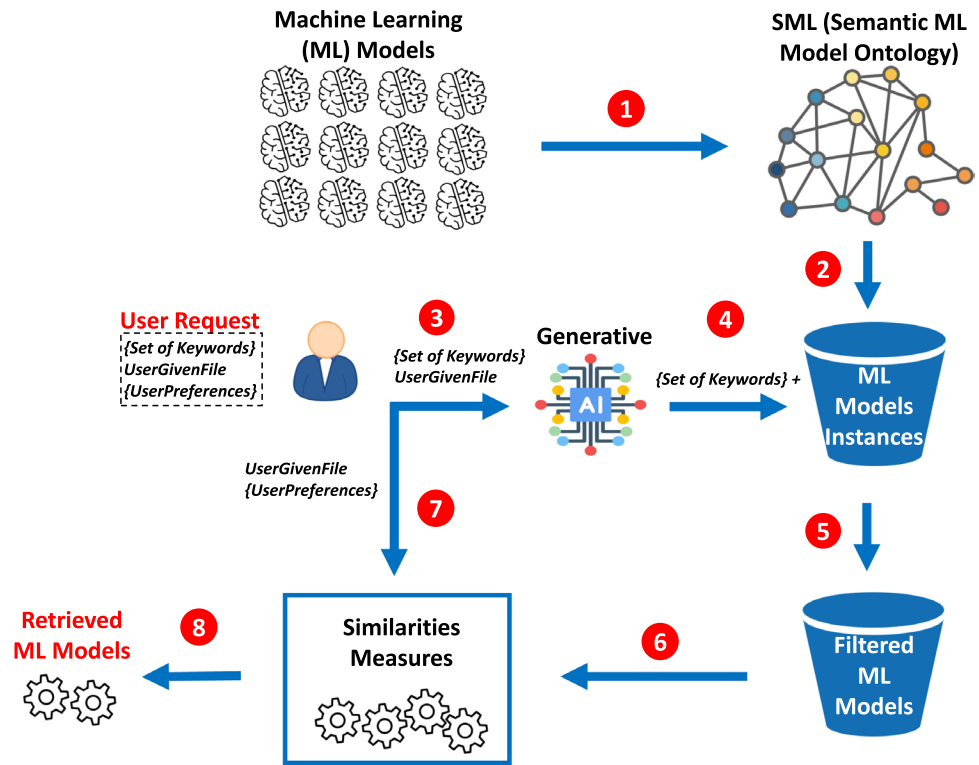 Machine Learning
(ML) Models
SML (Semantic ML
Model Ontology)
1
2
User Request
{Set of Keywords}
UserGivenFile
{UserPreferences}
3
{Set of Keywords}
UserGivenFile
Generative
AI
4
{Set of Keywords} +
ML
Models
Instances
UserGivenFile
{UserPreferences}
7
5
Retrieved
ML Models
8
Similarities
Measures
6
Filtered
ML
Models